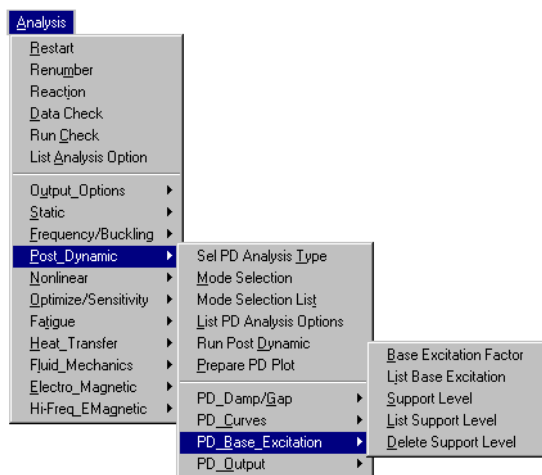 Analysis
Restart
Renumber
Reaction
Data Check
Run Check
List Analysis Option
Output_Options
Static
Frequency/Buckling
Post_Dynamic
Nonlinear
Optimize/Sensitivity
Fatigue
Heat_Transfer
Fluid_Mechanics
Electro_Magnetic
Hi-Freq_EMagnetic
Sel PD Analysis Type
Mode Selection
Mode Selection List
List PD Analysis Options
Run Post Dynamic
Prepare PD Plot
PD_Damp/Gap
PD_Curves
PD_Base_Excitation
PD_Output
Base Excitation Factor
List Base Excitation
Support Level
List Support Level
Delete Support Level